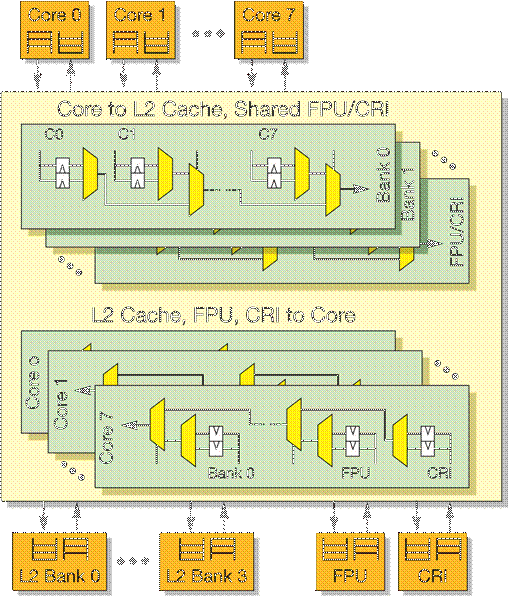 Core 0
Core 1
Core 7
Core to L2 Cache, Shared FPU/CRI
C0
C1
C7
Bank 0
Bank 1
FPU/CRI
L2 Cache, FPU, CRI to Core
Core o
Core 1
Core 7
Bank 0
FPU
CRI
L2 Bank 0
L2 Bank 3
FPU
CRI